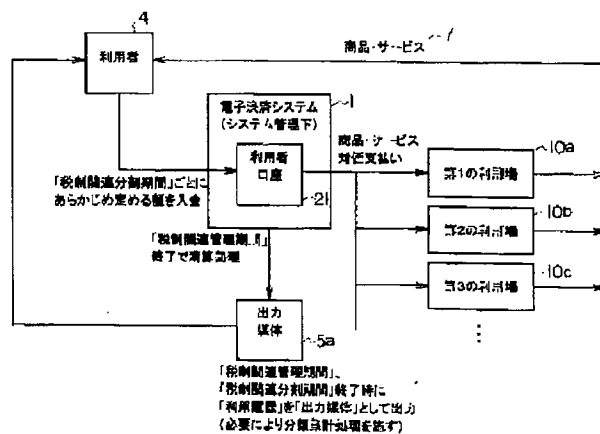 4
利用者
商品・サービス
7
電子決済システム
(システム管理下)
1
利用者
口座
21
商品・サービス
対価支払い
「税制関連分割期間」ごとに
あらかじめ定める額を入金
「税制関連管理期間」
終了で清算処理
10a
第1の利用場
10b
第2の利用場
10c
第3の利用場
出力
媒体
5a
「税制関連管理期間」、
「税制関連分割期間」終了時に
「利用履歴」を「出力媒体」として出力
(必要により分類集計処理を施す)